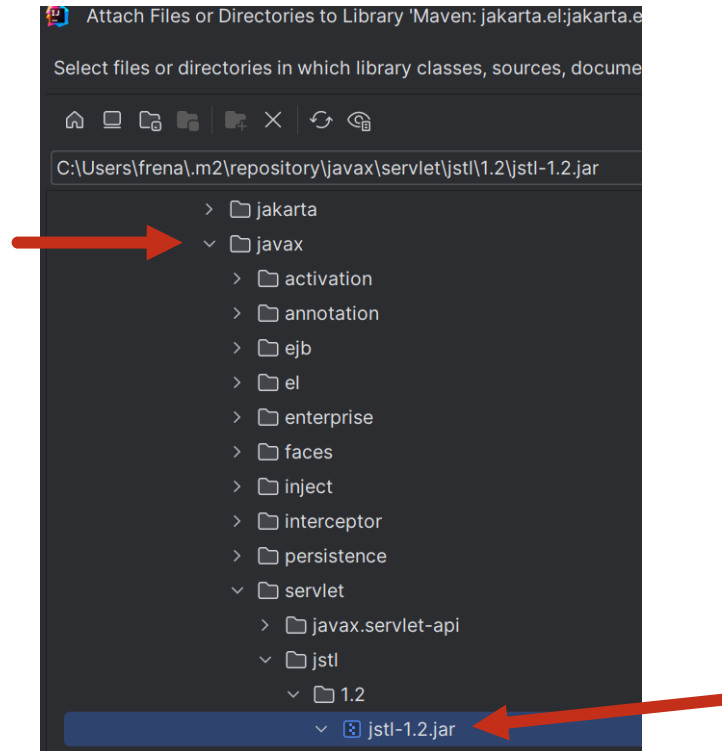 Attach Files or Directories to Library 'Maven: jakarta.el:jakarta.e
Select files or directories in which library classes, sources, docume
C:\Users\frena\.m2\repository\javax\servlet\jstl\1.2\jstl-1.2.jar
jakarta
javax
activation
annotation
ejb
el
enterprise
faces
inject
interceptor
persistence
servlet
javax.servlet-api
jstl
1.2
jstl-1.2.jar